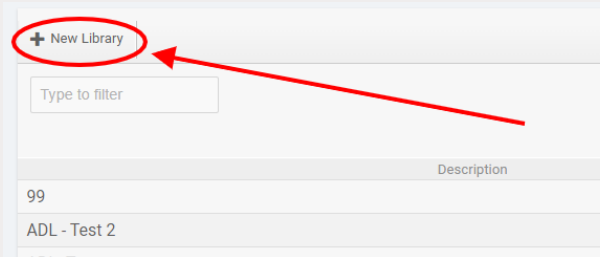 New Library
Type to filter
Description
99
ADL - Test 2